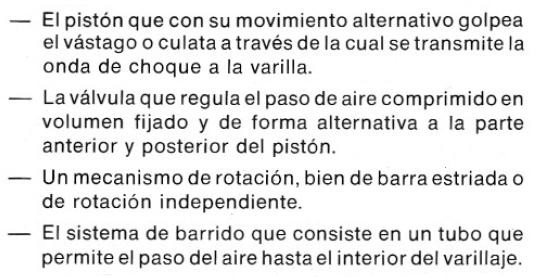 — El pistón que con su movimiento alternativo golpea
el vástago o culata a través de la cual se transmite la
onda de choque a la varilla.
— La válvula que regula el paso de aire comprimido en
volumen fijado y de forma alternativa a la parte
anterior y posterior del pistón.
— Un mecanismo de rotación, bien de barra estriada o
de rotación independiente.
— El sistema de barrido que consiste en un tubo que
permite el paso del aire hasta el interior del varillaje.